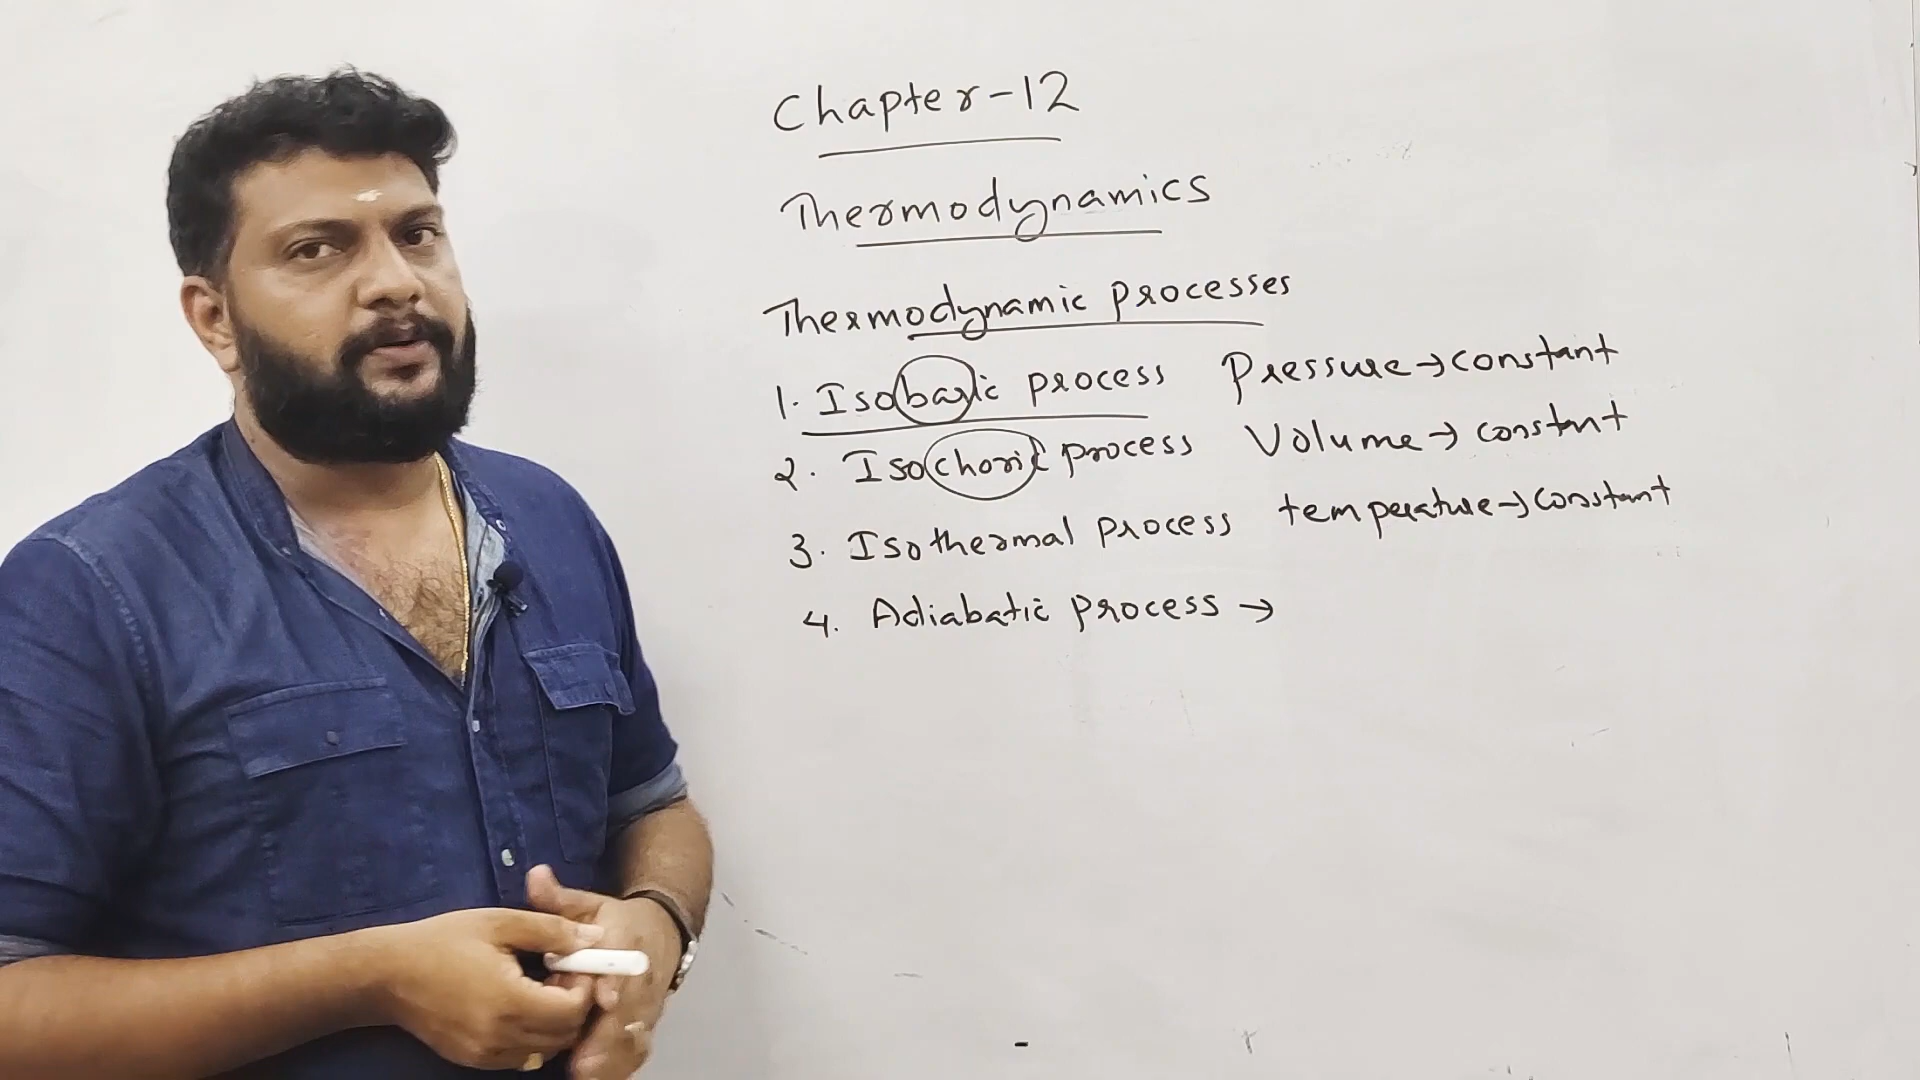 Chapter-12
Thermodynamics
Thermodynamic processes
1. Isobaric process Pressure→constant
2. Isochoric process Volume→constant
3. Isothermal process temperature→constant
4. Adiabatic process→